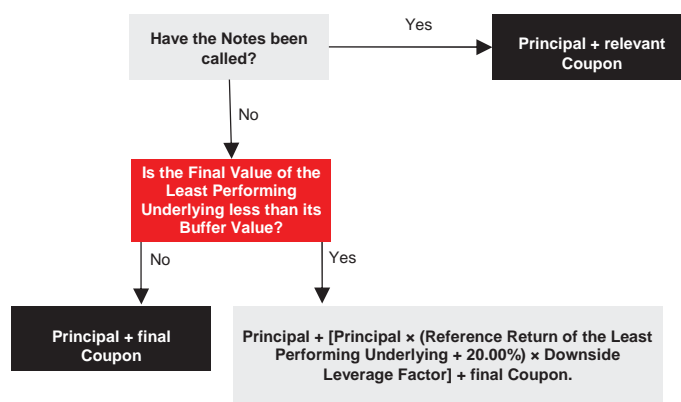 Have the Notes been
called?
Yes
Principal + relevant
Coupon
No
Is the Final Value of the
Least Performing
Underlying less than its
Buffer Value?
No
Yes
Principal + final
Coupon
Principal + [Principal × (Reference Return of the Least
Performing Underlying + 20.00%) × Downside
Leverage Factor] + final Coupon.